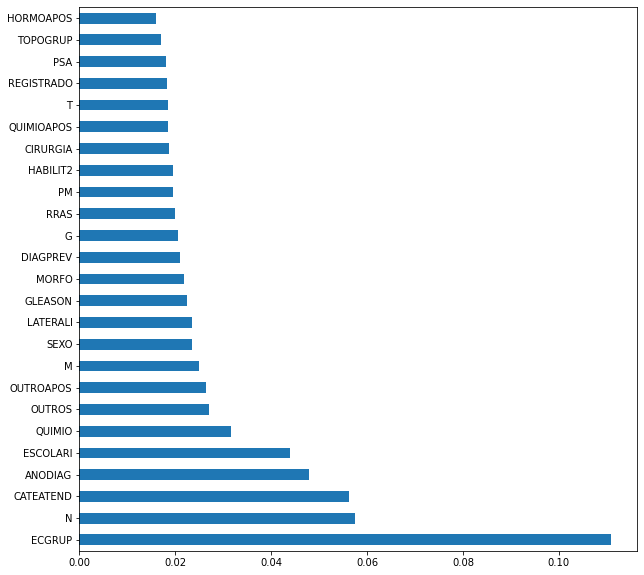 HORMOAPOS
TOPOGRUP
PSA
REGISTRADO
T
QUIMIOAPOS
CIRURGIA
HABILIT2
PM
RRAS
G
DIAGPREV
MORFO
GLEASON
LATERALI
SEXO
M
OUTROAPOS
OUTROS
QUIMIO
ESCOLARI
ANODIAG
CATEATEND
N
ECGRUP
0.00 0.02 0.04 0.06 0.08 0.10